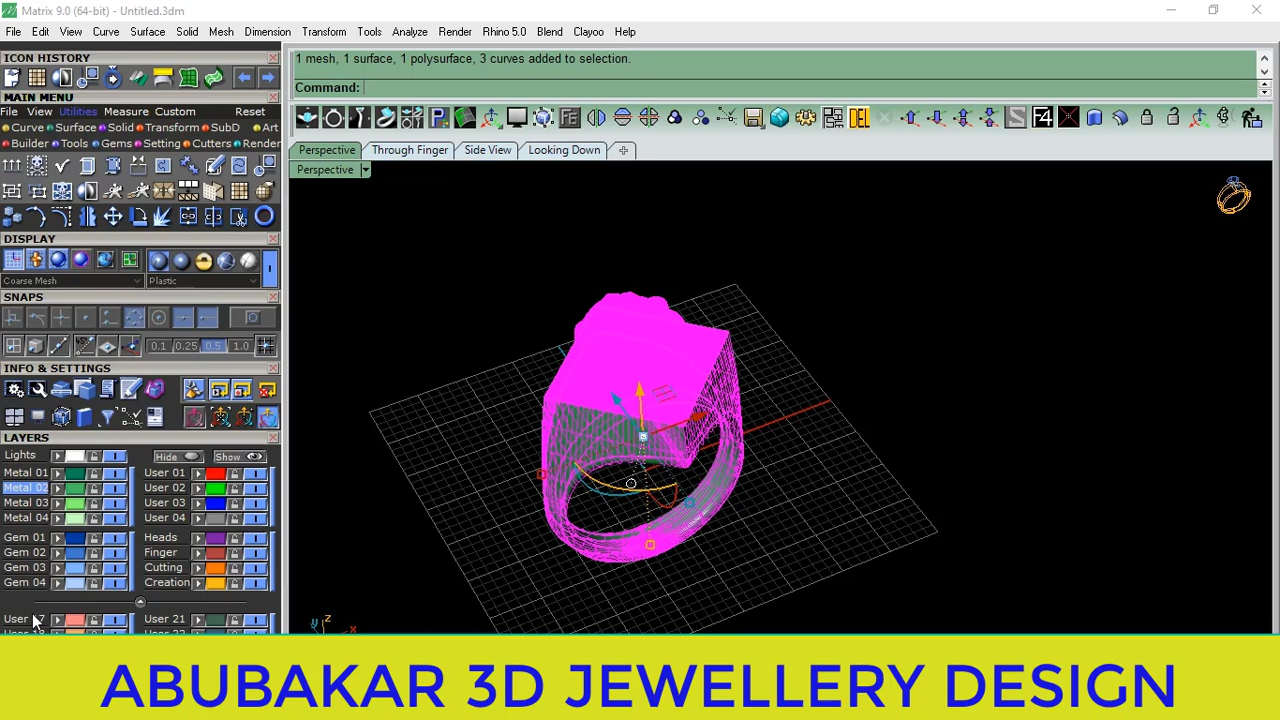 Matrix 9.0 (64-bit) - Untitled.3dm
File Edit View Curve Surface Solid Mesh Dimension Transform Tools Analyze Render Rhino 5.0 Blend Clayoo Help
ICON HISTORY
1 mesh, 1 surface, 1 polysurface, 3 curves added to selection.
Command:
MAIN MENU
File View Utilities Measure Custom Reset
Curve Surface Solid Transform SubD Art
Builder Tools Gems Setting Cutters Render
F4
DEL
Perspective Through Finger Side View Looking Down
Perspective
DISPLAY
Coarse Mesh Plastic
SNAPS
0.1 0.25 0.5 1.0
INFO & SETTINGS
LAYERS
Lights Hide Show
Metal 01 User 01
Metal 02 User 02
Metal 03 User 03
Metal 04 User 04
Gem 01 Heads
Gem 02 Finger
Gem 03 Cutting
Gem 04 Creation
User User 21
z
y
x
ABUBAKAR 3D JEWELLERY DESIGN